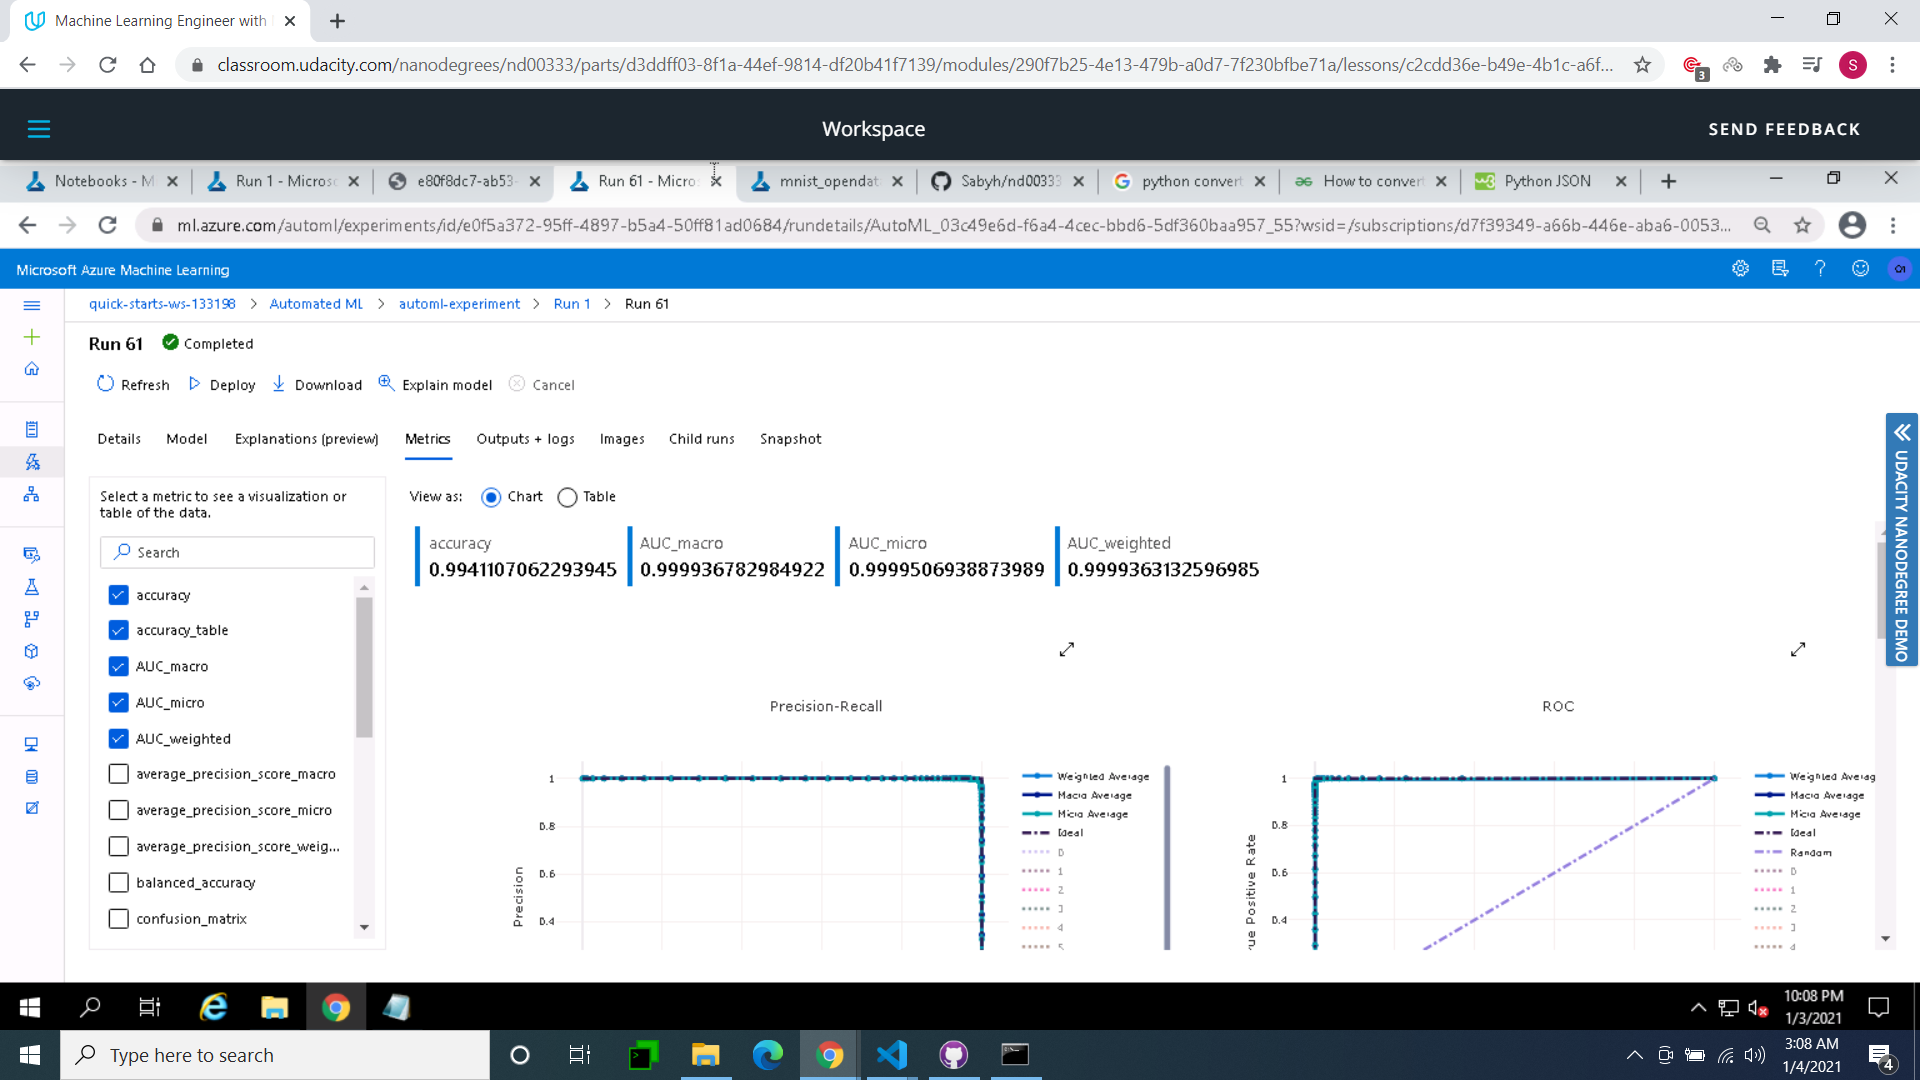 Machine Learning Engineer with
classroom.udacity.com/nanodegrees/nd00333/parts/d3ddff03-8f1a-44ef-9814-df20b41f7139/modules/290f7b25-4e13-479b-a0d7-7f230bfbe71a/lessons/c2cdd36e-b49e-4b1c-a6f...
3
S
Workspace
SEND FEEDBACK
Notebooks - M
Run 1 - Microso
e80f8dc7-ab53-
Run 61 - Micros
mnist_opendat
Sabyh/nd00333
python convert
How to convert
Python JSON
ml.azure.com/automl/experiments/id/e0f5a372-95ff-4897-b5a4-50ff81ad0684/rundetails/AutoML_03c49e6d-f6a4-4cec-bbd6-5df360baa957_55?wsid=/subscriptions/d7f39349-a66b-446e-aba6-0053...
Microsoft Azure Machine Learning
quick-starts-ws-133198 > Automated ML > automl-experiment > Run 1 > Run 61
Run 61 Completed
Refresh Deploy Download Explain model Cancel
Details Model Explanations (preview) Metrics Outputs + logs Images Child runs Snapshot
Select a metric to see a visualization or
table of the data.
Search
accuracy
accuracy_table
AUC_macro
AUC_micro
AUC_weighted
average_precision_score_macro
average_precision_score_micro
average_precision_score_weig...
balanced_accuracy
confusion_matrix
View as: Chart Table
accuracy
0.9941107062293945
AUC_macro
0.999936782984922
AUC_micro
0.9999506938873989
AUC_weighted
0.9999363132596985
Precision-Recall
1
0.8
0.6
0.4
Precision
Weighted Average
Macro Average
Micro Average
Ideal
0
1
2
3
4
5
ROC
1
0.8
0.6
0.4
ue Positive Rate
Weighted Averag
Macro Average
Micro Average
Ideal
Random
0
1
2
3
4
UDACITY NANODEGREE DEMO
10:08 PM
1/3/2021
Type here to search
3:08 AM
1/4/2021
4